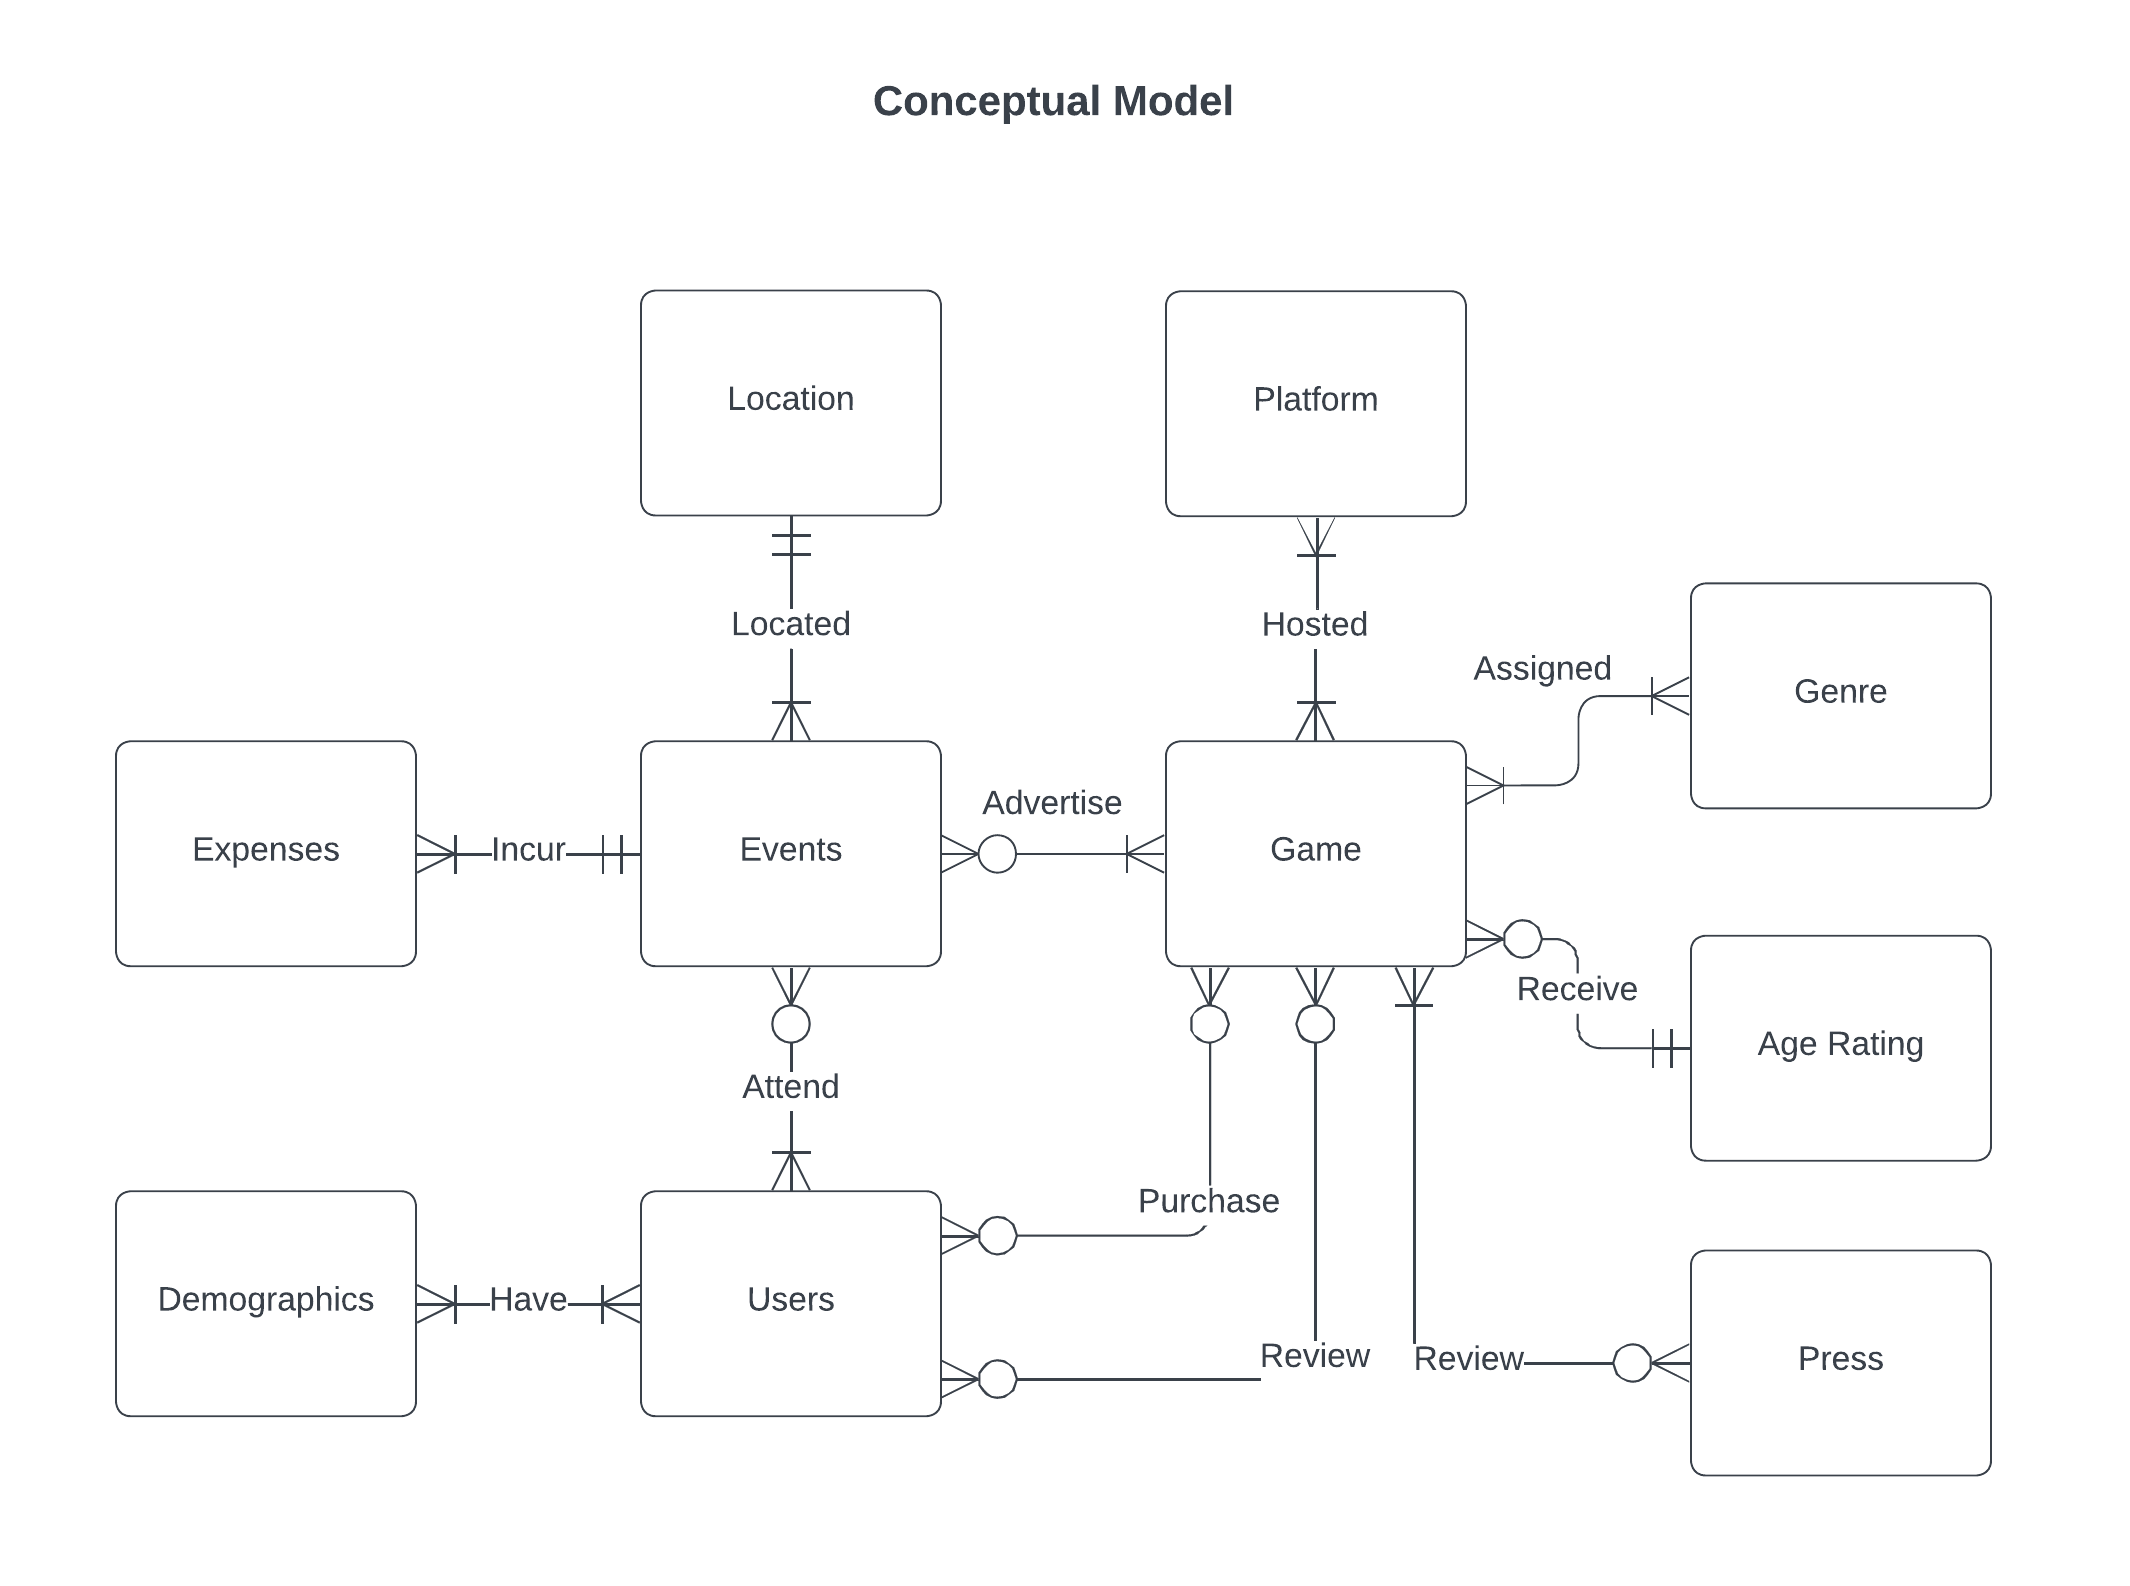 Conceptual Model
Location
Platform
Located
Hosted
Assigned
Genre
Expenses
Incur
Events
Advertise
Game
Receive
Age Rating
Attend
Purchase
Demographics
Have
Users
Review
Review
Press